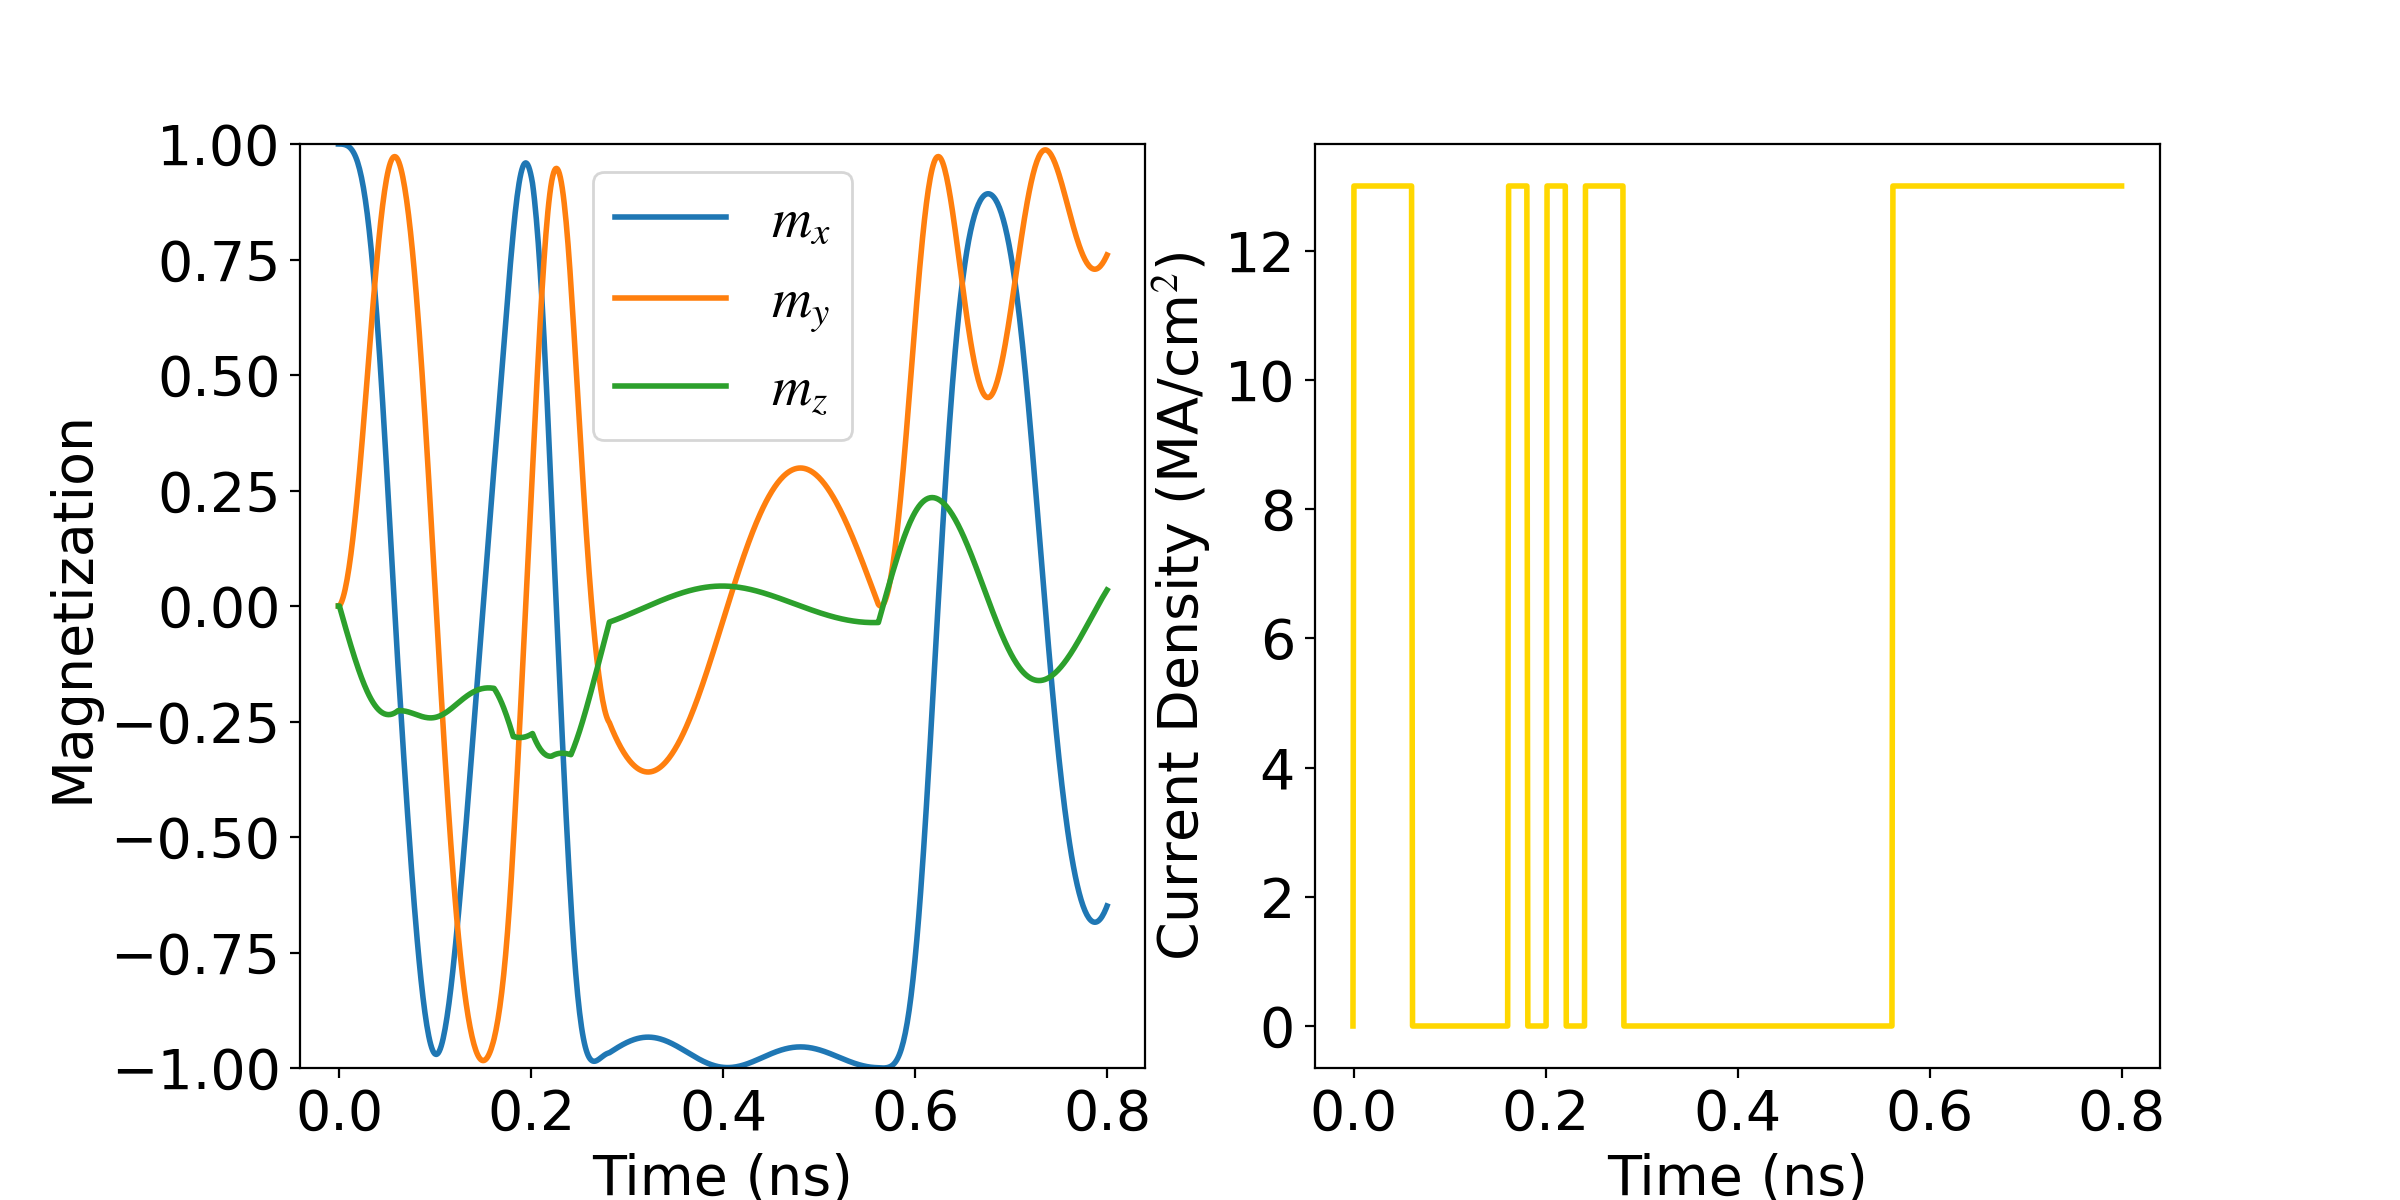 1.00
0.75
0.50
0.25
0.00
−0.25
−0.50
−0.75
−1.00
Magnetization
0.0 0.2 0.4 0.6 0.8
Time (ns)
m_x
m_y
m_z
12
10
8
6
4
2
0
Current Density (MA/cm²)
0.0 0.2 0.4 0.6 0.8
Time (ns)